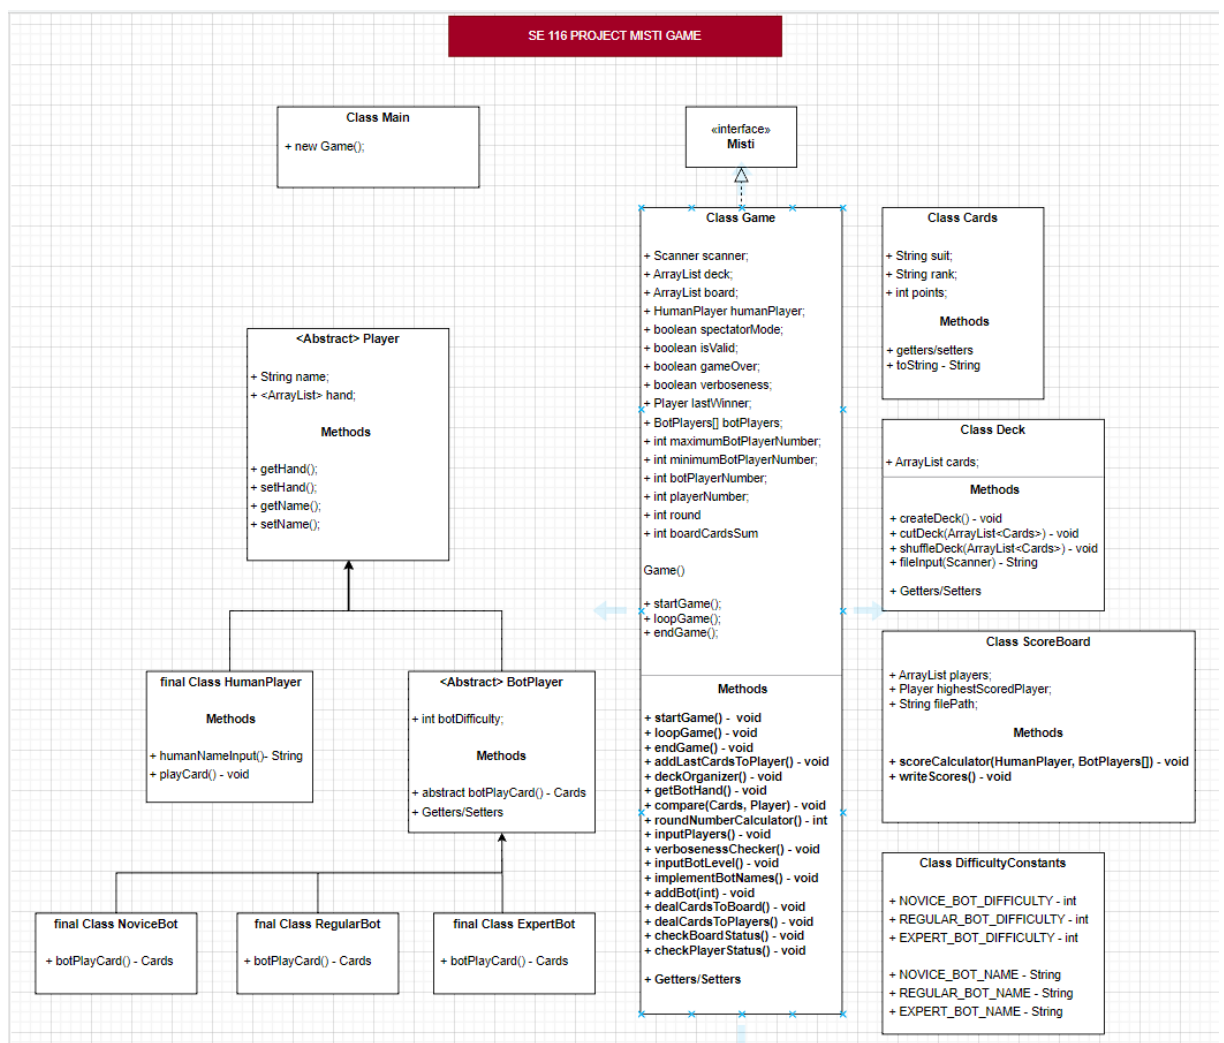 SE 116 PROJECT MISTI GAME
Class Main
+ new Game();
«interface»
Misti
<Abstract> Player
+ String name;
+ <ArrayList> hand;
Methods
+ getHand();
+ setHand();
+ getName();
+ setName();
final Class HumanPlayer
Methods
+ humanNameInput()- String
+ playCard() - void
<Abstract> BotPlayer
+ int botDifficulty;
Methods
+ abstract botPlayCard() - Cards
+ Getters/Setters
final Class NoviceBot
+ botPlayCard() - Cards
fnal Class RegularBot
+ botPlayCard() - Cards
final Class ExpertBot
+ botPlayCard() - Cards
Class Game
+ Scanner scanner;
+ ArrayList deck;
+ ArrayList board;
+ HumanPlayer humanPlayer;
+ boolean spectatorMode;
+ boolean isValid;
+ boolean gameOver;
+ boolean verboseness;
+ Player lastWinner;
+ BotPlayers[] botPlayers;
+ int maximumBotPlayerNumber;
+ int minimumBotPlayerNumber;
+ int botPlayerNumber;
+ int playerNumber;
+ int round
+ int boardCardsSum
Game()
+ startGame();
+ loopGame();
+ endGame();
Methods
+ startGame() - void
+ loopGame() - void
+ endGame() - void
+ addLastCardsToPlayer() - void
+ deckOrganizer() - void
+ getBotHand() - void
+ compare(Cards, Player) - void
+ roundNumberCalculator() - int
+ inputPlayers() - void
+ verbosenessChecker() - void
+ inputBotLevel() - void
+ implementBotNames() - void
+ addBot(int) - void
+ dealCardsToBoard() - void
+ dealCardsToPlayers() - void
+ checkBoardStatus() - void
+ checkPlayerStatus() - void
+ Getters/Setters
Class Cards
+ String suit;
+ String rank;
+ int points;
Methods
+ getters/setters
+ toString - String
Class Deck
+ ArrayList cards;
Methods
+ createDeck() - void
+ cutDeck(ArrayList<Cards>) - void
+ shuffleDeck(ArrayList<Cards>) - void
+ fileInput(Scanner) - String
+ Getters/Setters
Class ScoreBoard
+ ArrayList players;
+ Player highestScoredPlayer;
+ String filePath;
Methods
+ scoreCalculator(HumanPlayer, BotPlayers[]) - void
+ writeScores() - void
Class DifficultyConstants
+ NOVICE_BOT_DIFFICULTY - int
+ REGULAR_BOT_DIFFICULTY - int
+ EXPERT_BOT_DIFFICULTY - int
+ NOVICE_BOT_NAME - String
+ REGULAR_BOT_NAME - String
+ EXPERT_BOT_NAME - String